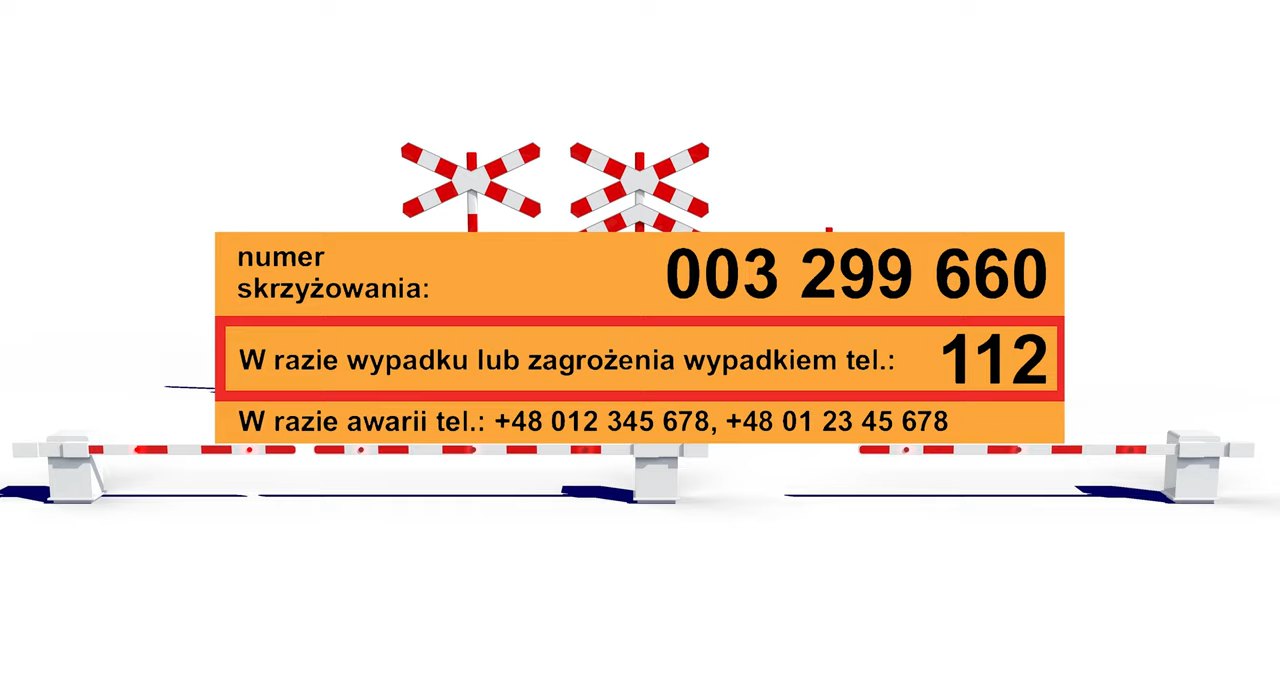 numer
skrzyżowania:
003 299 660
W razie wypadku lub zagrożenia wypadkiem tel.: 112
W razie awarii tel.: +48 012 345 678, +48 01 23 45 678